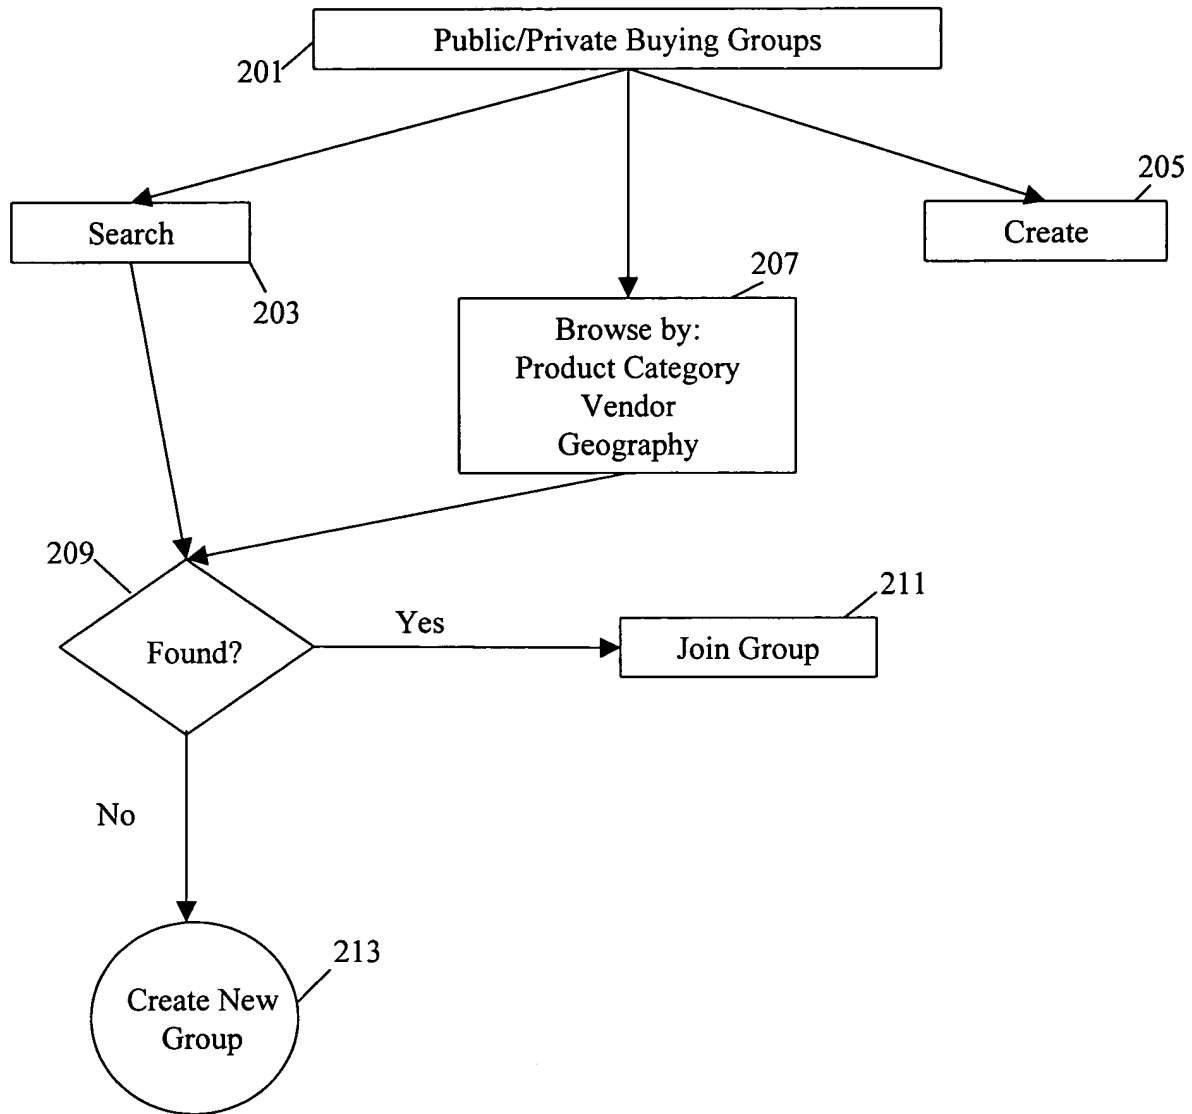 Public/Private Buying Groups
201
205
Search
Create
203
207
Browse by:
Product Category
Vendor
Geography
209
211
Found?
Yes
Join Group
No
213
Create New
Group